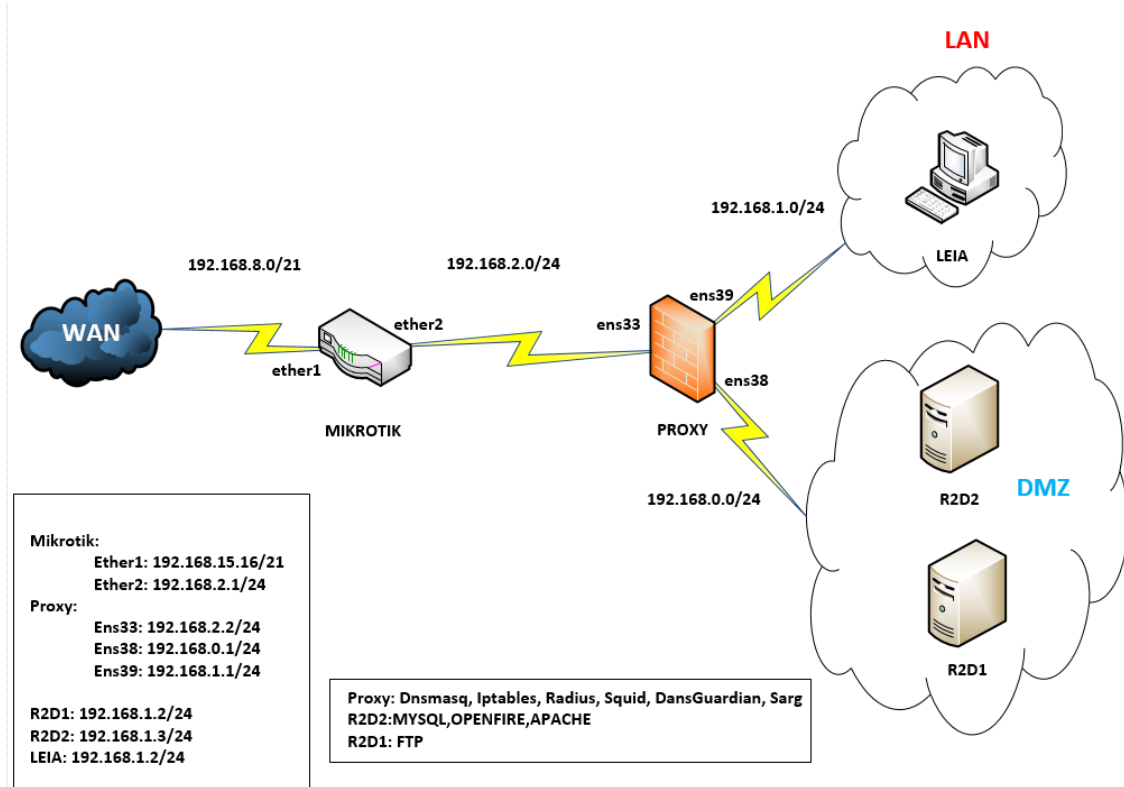 LAN
192.168.1.0/24
LEIA
192.168.8.0/21
192.168.2.0/24
WAN
ether2
ether1
MIKROTIK
ens33
ens39
ens38
PROXY
192.168.0.0/24
R2D2
DMZ
R2D1
Mikrotik:
Ether1: 192.168.15.16/21
Ether2: 192.168.2.1/24
Proxy:
Ens33: 192.168.2.2/24
Ens38: 192.168.0.1/24
Ens39: 192.168.1.1/24
R2D1: 192.168.1.2/24
R2D2: 192.168.1.3/24
LEIA: 192.168.1.2/24
Proxy: Dnsmasq, Iptables, Radius, Squid, DansGuardian, Sarg
R2D2:MYSQL,OPENFIRE,APACHE
R2D1: FTP